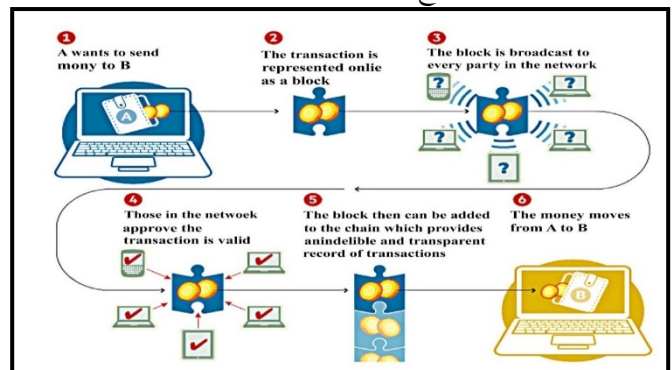 1
A wants to send
mony to B
2
The transaction is
represented onlie
as a block
3
The block is broadcast to
every party in the network
A
?
?
?
?
?
4
Those in the netwoek
approve the
transaction is valid
5
The block then can be added
to the chain which provides
anindelible and transparent
record of transactions
6
The money moves
from A to B
B